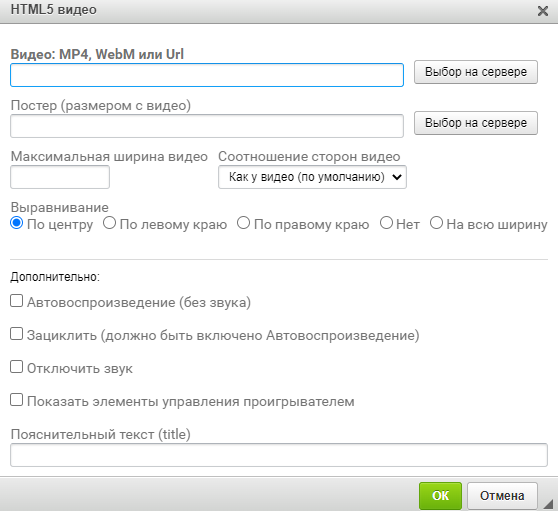 HTML5 видео
Видео: MP4, WebM или Url
Выбор на сервере
Постер (размером с видео)
Выбор на сервере
Максимальная ширина видео Соотношение сторон видео
Как у видео (по умолчанию)
Выравнивание
По центру По левому краю По правому краю Нет На всю ширину
Дополнительно:
Автовоспроизведение (без звука)
Зациклить (должно быть включено Автовоспроизведение)
Отключить звук
Показать элементы управления проигрывателем
Пояснительный текст (title)
ОК Отмена